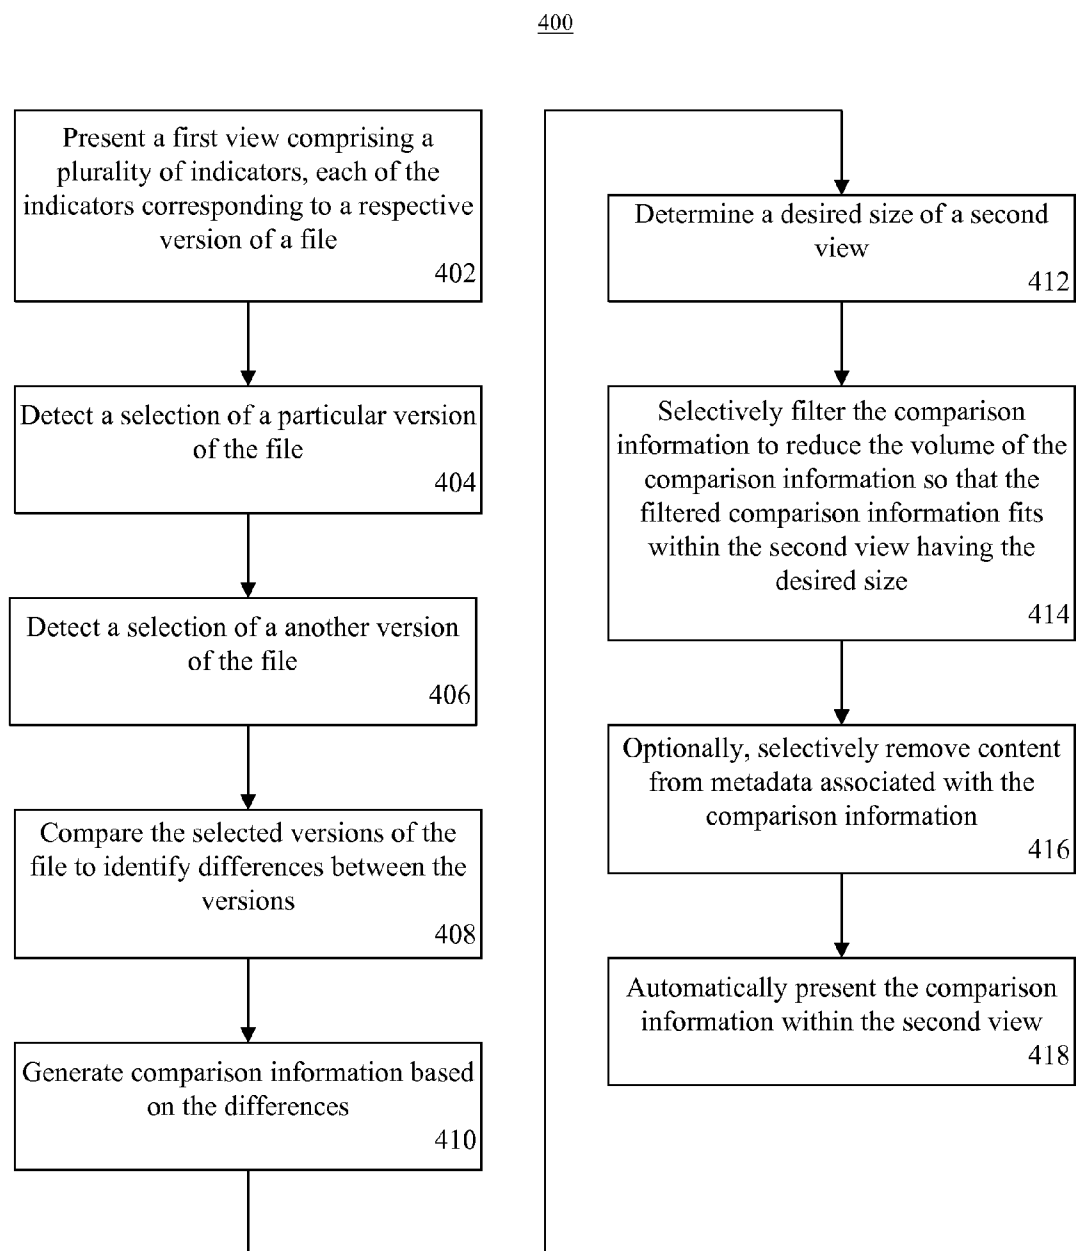 400
Present a first view comprising a
plurality of indicators, each of the
indicators corresponding to a respective
version of a file
402
Detect a selection of a particular version
of the file
404
Detect a selection of a another version
of the file
406
Compare the selected versions of the
file to identify differences between the
versions
408
Generate comparison information based
on the differences
410
Determine a desired size of a second
view
412
Selectively filter the comparison
information to reduce the volume of the
comparison information so that the
filtered comparison information fits
within the second view having the
desired size
414
Optionally, selectively remove content
from metadata associated with the
comparison information
416
Automatically present the comparison
information within the second view
418